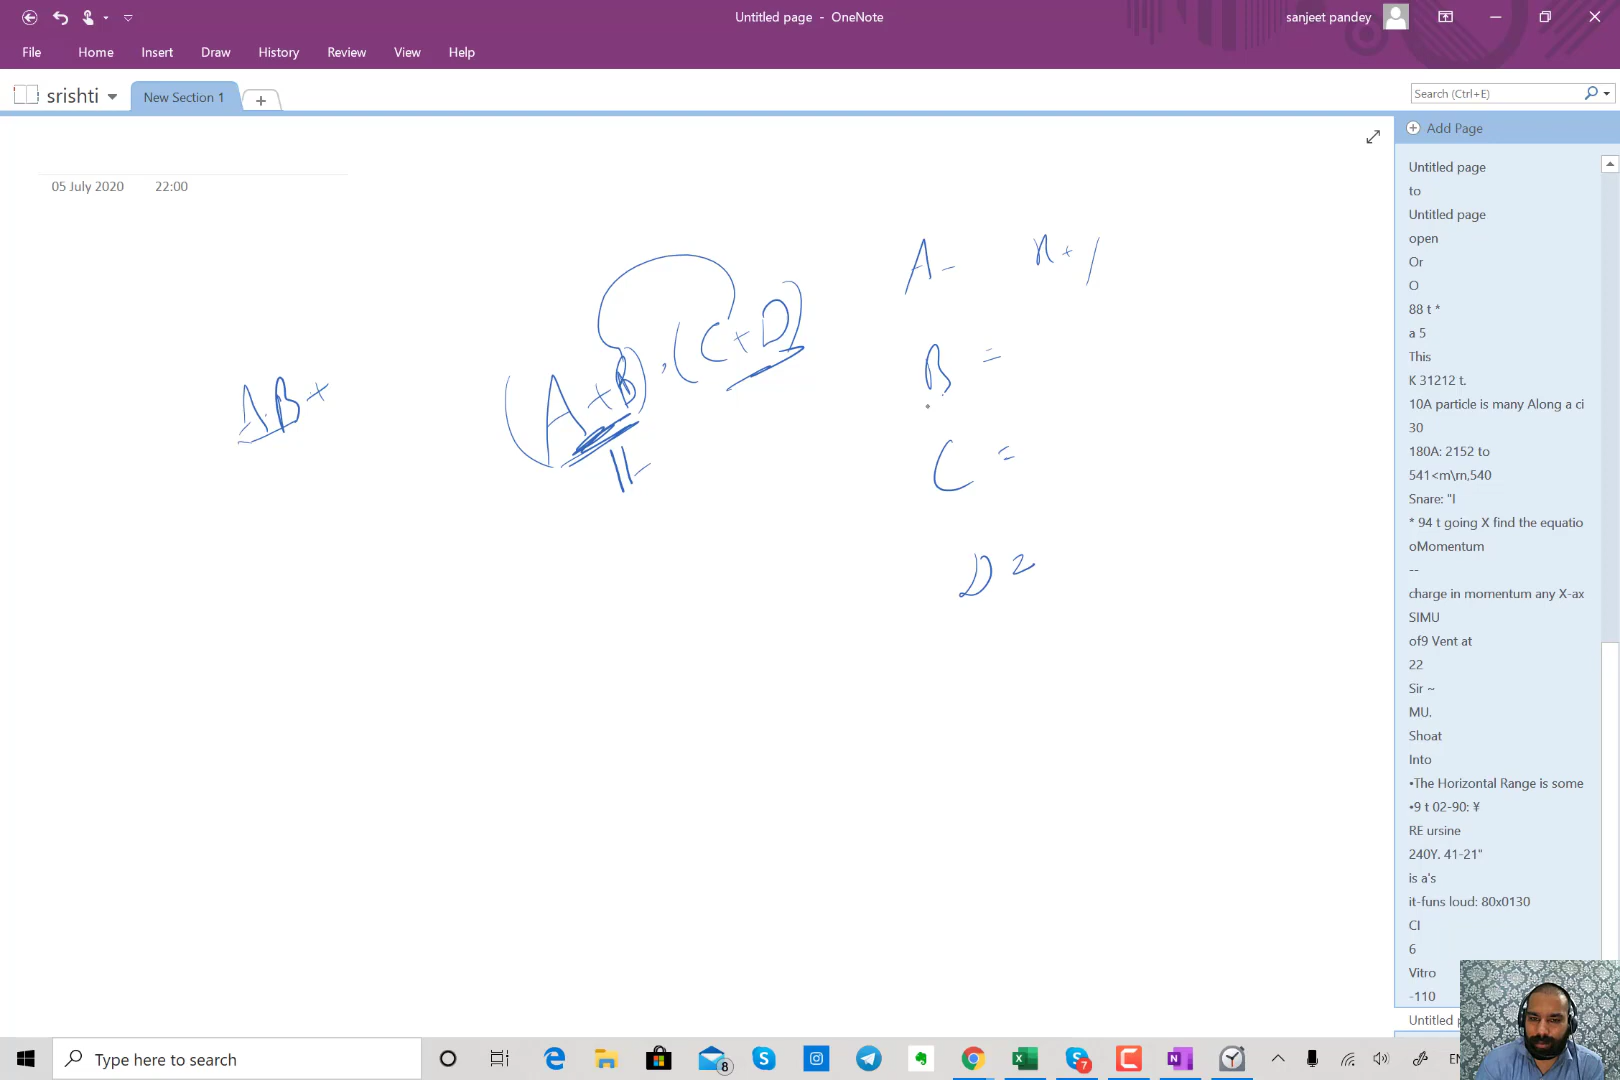 Untitled page - OneNote
sanjeet pandey
File Home Insert Draw History Review View Help
srishti
New Section 1
Search (Ctrl+E)
Add Page
05 July 2020 22:00
A.B+
(A+B).(C+D)
A-
B =
C =
D =
Untitled page
to
Untitled page
open
Or
O
88 t *
a 5
This
K 31212 t.
10A particle is many Along a ci
30
180A: 2152 to
541<m\rn,540
Snare: "I
* 94 t going X find the equatio
oMomentum
--
charge in momentum any X-ax
SIMU
of9 Vent at
22
Sir ~
MU.
Shoat
Into
•The Horizontal Range is some
•9 t 02-90: ¥
RE ursine
240Y. 41-21"
is a's
it-funs loud: 80x0130
CI
6
Vitro
-110
Untitled
Type here to search
8
7